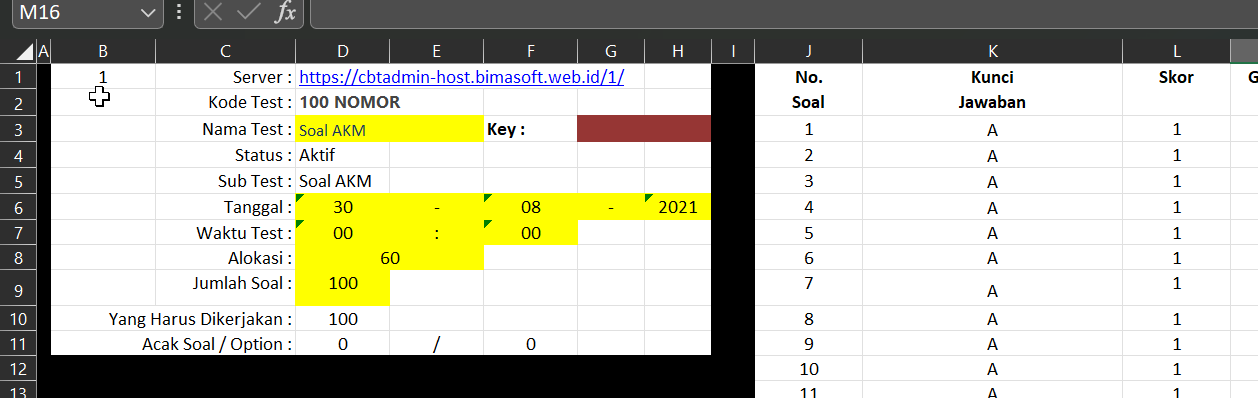 M16 fx
A B C D E F G H I J K L G
1 1 Server : https://cbtadmin-host.bimasoft.web.id/1/ No. Kunci Skor
2 Kode Test : 100 NOMOR Soal Jawaban
3 Nama Test : Soal AKM Key : 1 A 1
4 Status : Aktif 2 A 1
5 Sub Test : Soal AKM 3 A 1
6 Tanggal : 30 - 08 - 2021 4 A 1
7 Waktu Test : 00 : 00 5 A 1
8 Alokasi : 60 6 A 1
9 Jumlah Soal : 100 7 A 1
10 Yang Harus Dikerjakan : 100 8 A 1
11 Acak Soal / Option : 0 / 0 9 A 1
12 10 A 1
13 11 A 1